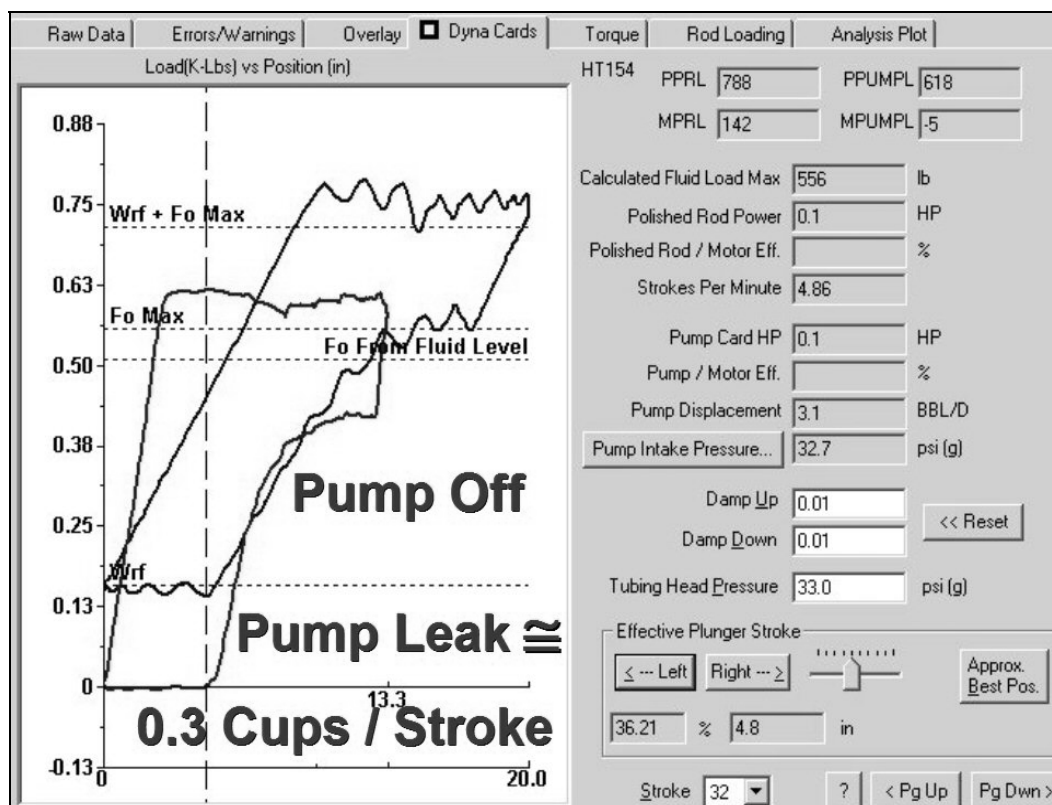 Raw Data Errors/Warnings Overlay Dyna Cards Torque Rod Loading Analysis Plot
Load(K-Lbs) vs Position (in)
0.88
0.75
0.63
0.50
0.38
0.25
0.13
0
-0.13
Wrf + Fo Max
Fo Max
Fo From Fluid Level
Pump Off
Wrf
Pump Leak ≅
13.3
0.3 Cups / Stroke
0 20.0
HT154 PPRL 788 PPUMPL 618
MPRL 142 MPUMPL -5
Calculated Fluid Load Max 556 lb
Polished Rod Power 0.1 HP
Polished Rod / Motor Eff. %
Strokes Per Minute 4.86
Pump Card HP 0.1 HP
Pump / Motor Eff. %
Pump Displacement 3.1 BBL/D
Pump Intake Pressure... 32.7 psi (g)
Damp Up 0.01
<< Reset
Damp Down 0.01
Tubing Head Pressure 33.0 psi (g)
Effective Plunger Stroke
< --- Left Right --- > Approx.
Best Pos.
36.21 % 4.8 in
Stroke 32 ? < Pg Up Pg Dwn >